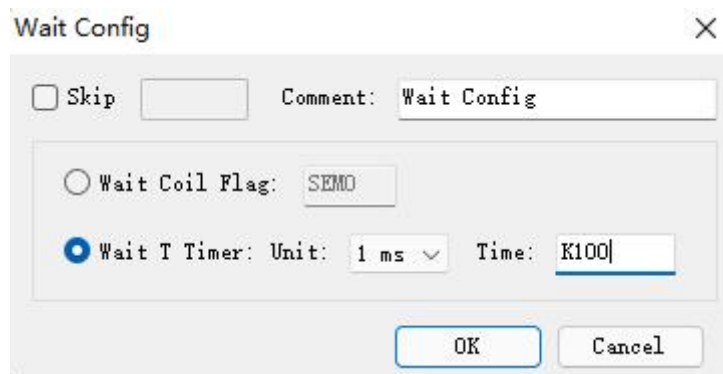 Wait Config
Skip Comment: Wait Config
Wait Coil Flag: SEM0
Wait T Timer: Unit: 1 ms Time: K100
OK Cancel